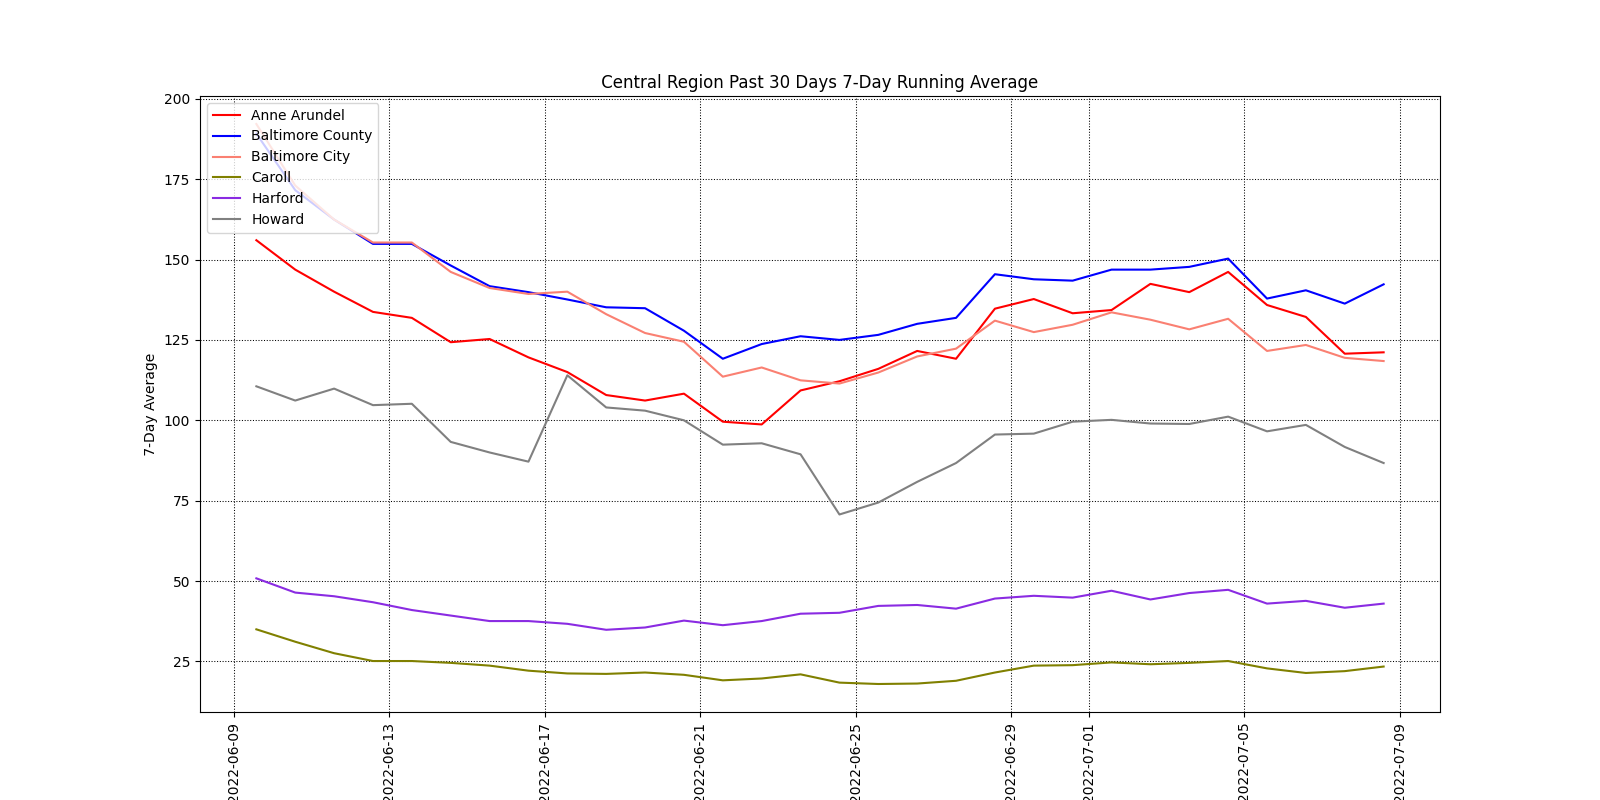 Central Region Past 30 Days 7-Day Running Average
200
175
150
125
100
75
50
25
7-Day Average
Anne Arundel
Baltimore County
Baltimore City
Caroll
Harford
Howard
2022-06-09
2022-06-13
2022-06-17
2022-06-21
2022-06-25
2022-06-29
2022-07-01
2022-07-05
2022-07-09